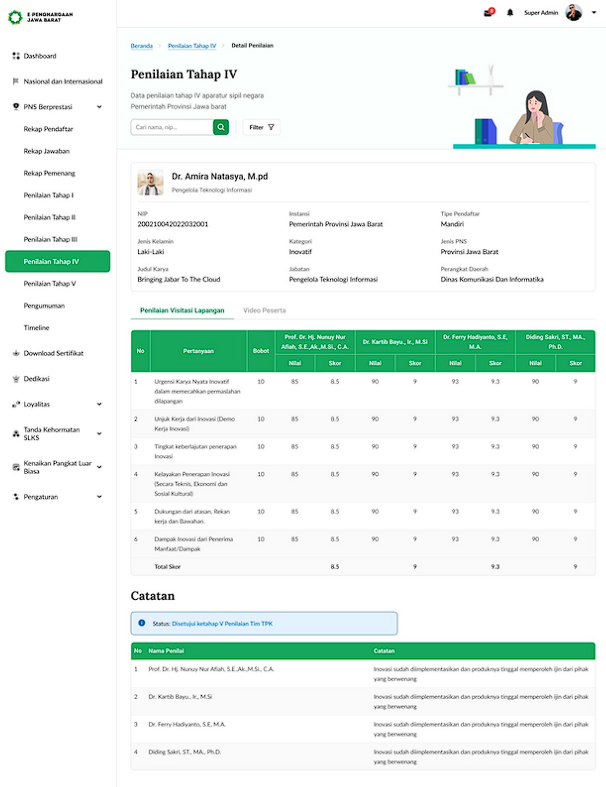 E-PENGHARGAAN
JAWA BARAT
Super Admin
Dashboard
Nasional dan Internasional
PNS Berprestasi
Rekap Pendaftar
Rekap Jawaban
Rekap Pemenang
Penilaian Tahap I
Penilaian Tahap II
Penilaian Tahap III
Penilaian Tahap IV
Penilaian Tahap V
Pengumuman
Timeline
Download Sertifikat
Dedikasi
Loyalitas
Tanda Kehormatan
SLKS
Kenaikan Pangkat Luar
Biasa
Pengaturan
Beranda Penilaian Tahap IV Detail Penilaian
Penilaian Tahap IV
Data penilaian tahap IV aparatur sipil negara
Pemerintah Provinsi Jawa barat
Cari nama, nip...
Filter
Dr. Amira Natasya, M.pd
Pengelola Teknologi Informasi
NIP Instansi Tipe Pendaftar
200210042022032001 Pemerintah Provinsi Jawa Barat Mandiri
Jenis Kelamin Kategori Jenis PNS
Laki-Laki Inovatif Provinsi Jawa Barat
Judul Karya Jabatan Perangkat Daerah
Bringing Jabar To The Cloud Pengelola Teknologi Informasi Dinas Komunikasi Dan Informatika
Penilaian Visitasi Lapangan Video Peserta
No Pertanyaan Bobot
Prof. Dr. Hj. Nunuy Nur
Afiah, S.E.,Ak.,M.Si., C.A.
Dr. Kartib Bayu., Ir., M.Si
Dr. Ferry Hadiyanto, S.E,
M.A.
Diding Sakri, ST., MA.,
Ph.D.
Nilai Skor Nilai Skor Nilai Skor Nilai Skor
1 Urgensi Karya Nyata Inovatif 10 85 8.5 90 9 93 9.3 90 9
dalam memecahkan permaslahan
dilapangan
2 Unjuk Kerja dari Inovasi (Demo 10 85 8.5 90 9 93 9.3 90 9
Kerja Inovasi)
3 Tingkat keberlajutan penerapan 10 85 8.5 90 9 93 9.3 90 9
Inovasi
4 Kelayakan Penerapan Inovasi 10 85 8.5 90 9 93 9.3 90 9
(Secara Teknis, Ekonomi dan
Sosial Kultural)
5 Dukungan dari atasan, Rekan 10 85 8.5 90 9 93 9.3 90 9
kerja dan Bawahan.
6 Dampak Inovasi dari Penerima 10 85 8.5 90 9 93 9.3 90 9
Manfaat/Dampak
Total Skor 8.5 9 9.3 9
Catatan
Status: Disetujui ketahap V Penilaian Tim TPK
No Nama Penilai Catatan
1 Prof. Dr. Hj. Nunuy Nur Afiah, S.E.,Ak.,M.Si., C.A. Inovasi sudah diimplementasikan dan produknya tinggal memperoleh ijin dari pihak
yang berwenang
2 Dr. Kartib Bayu., Ir., M.Si Inovasi sudah diimplementasikan dan produknya tinggal memperoleh ijin dari pihak
yang berwenang
3 Dr. Ferry Hadiyanto, S.E, M.A. Inovasi sudah diimplementasikan dan produknya tinggal memperoleh ijin dari pihak
yang berwenang
4 Diding Sakri, ST., MA., Ph.D. Inovasi sudah diimplementasikan dan produknya tinggal memperoleh ijin dari pihak
yang berwenang